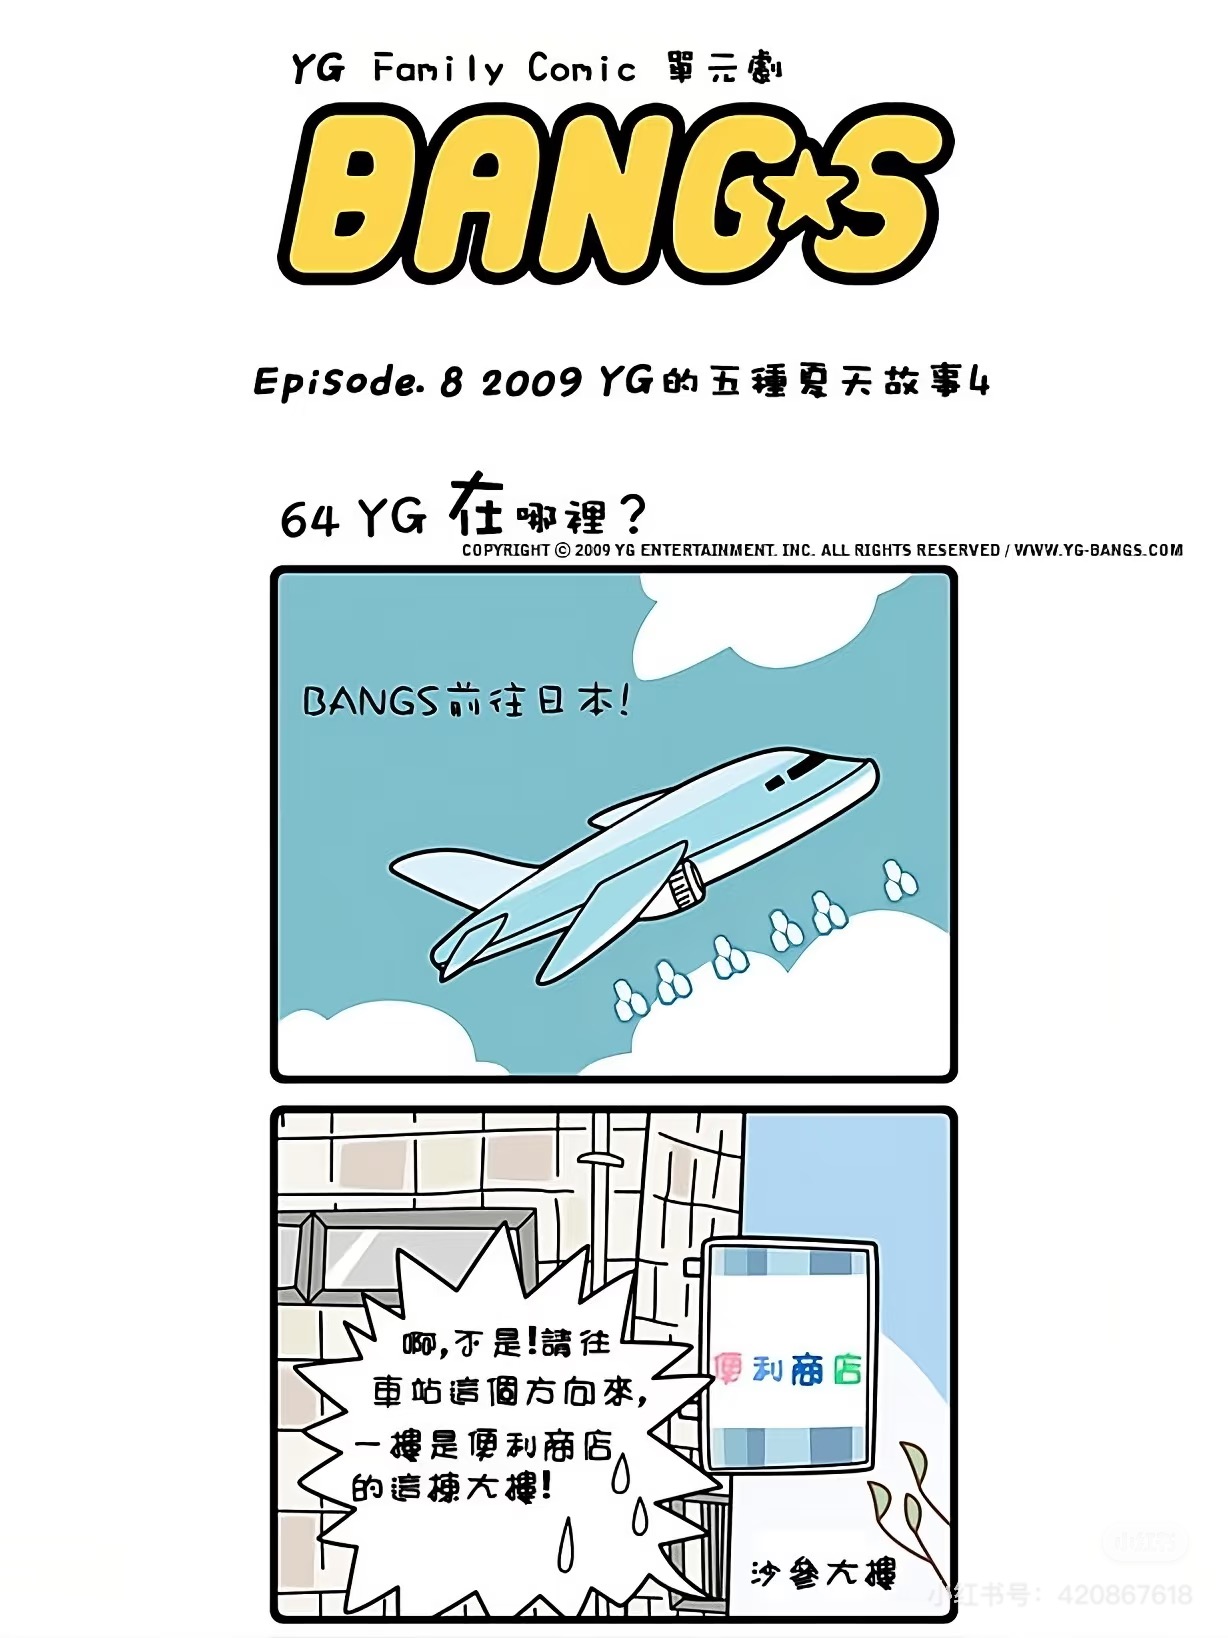 YG Family Comic 單元劇
BANG★S
Episode. 8 2009 YG的五種夏天故事4
64 YG 在哪裡？
COPYRIGHT ⓒ 2009 YG ENTERTAINMENT. INC. ALL RIGHTS RESERVED / WWW.YG-BANGS.COM
BANGS前往日本!
啊,不是!請往
車站這個方向來,
一樓是便利商店
的這棟大樓!
便利商店
沙參大樓
小红书
小红书号：420867618